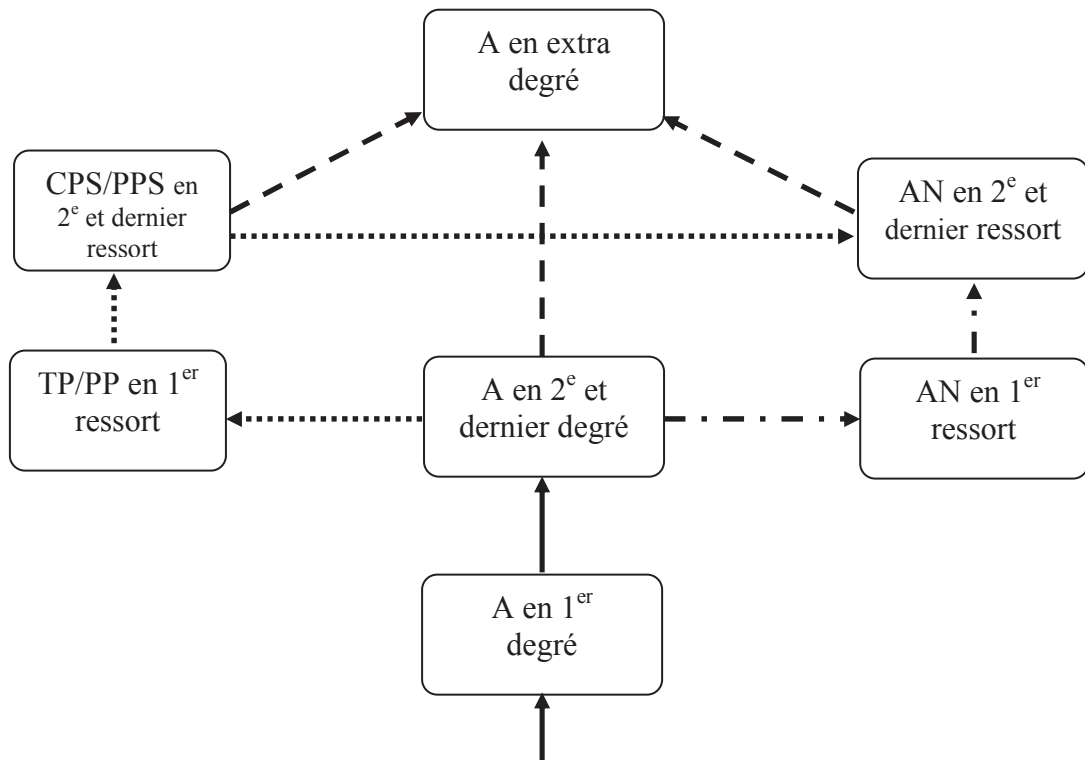 A en extra
degré
CPS/PPS en
2e et dernier
ressort
AN en 2e et
dernier ressort
TP/PP en 1er
ressort
A en 2e et
dernier degré
AN en 1er
ressort
A en 1er
degré